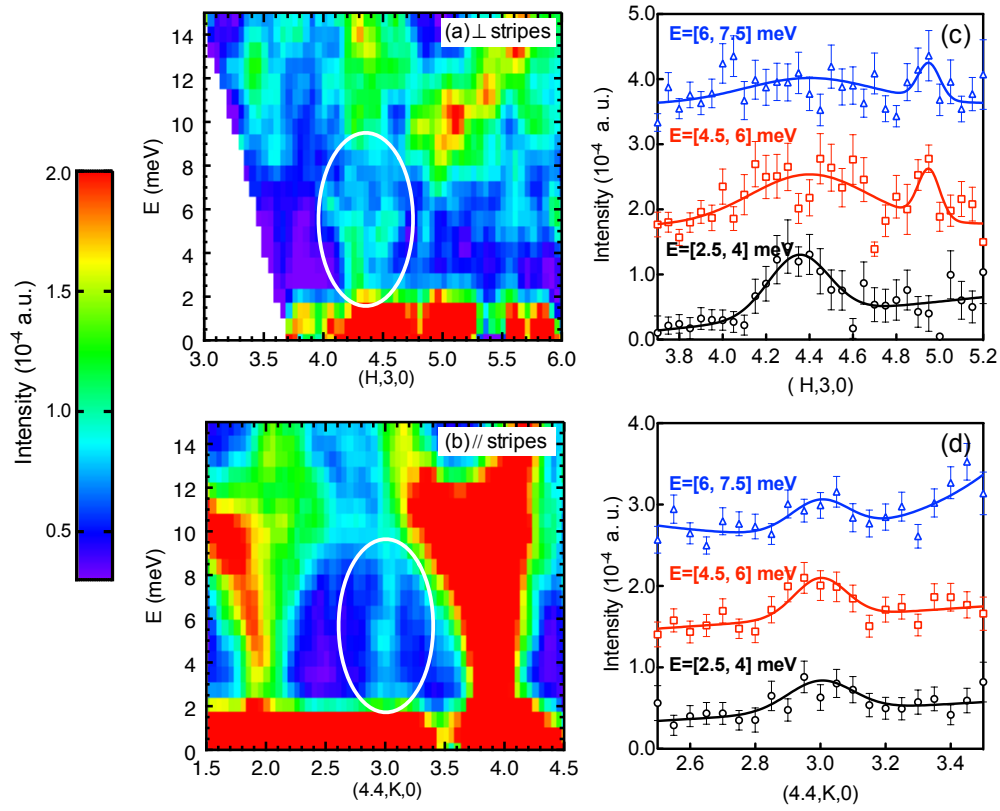 (a)⊥ stripes
14
12
10
8
6
4
2
0
E (meV)
3.0 3.5 4.0 4.5 5.0 5.5 6.0
(H,3,0)
2.0
1.0
0.5
Intensity (10⁻⁴ a.u.)
(b)// stripes
14
12
10
8
6
4
2
0
E (meV)
1.5 2.0 2.5 3.0 3.5 4.0 4.5
(4.4,K,0)
(c)
E=[6, 7.5] meV
E=[4.5, 6] meV
E=[2.5, 4] meV
5.0
4.0
3.0
2.0
1.0
0.0
Intensity (10⁻⁴ a. u.)
3.8 4.0 4.2 4.4 4.6 4.8 5.0 5.2
( H,3,0)
(d)
E=[6, 7.5] meV
E=[4.5, 6] meV
E=[2.5, 4] meV
4.0
3.0
2.0
1.0
0.0
Intensity (10⁻⁴ a. u.)
2.6 2.8 3.0 3.2 3.4
(4.4,K,0)